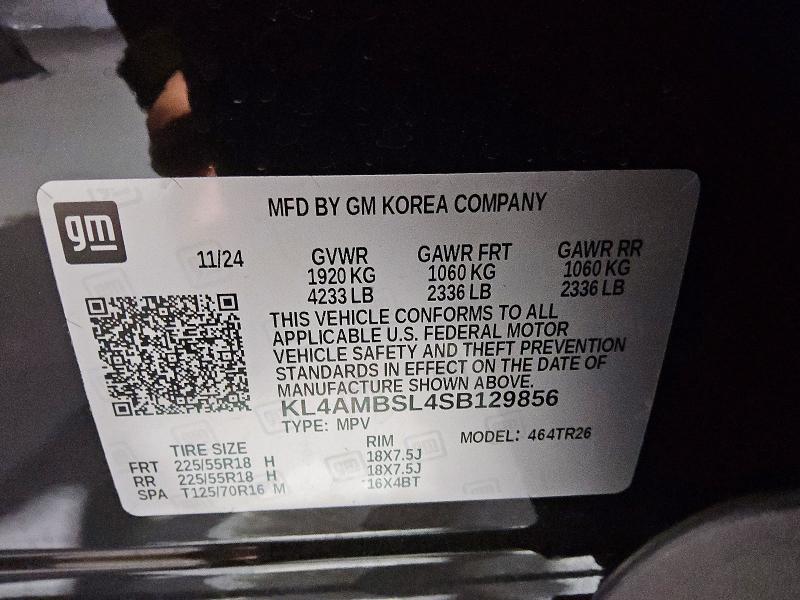 gm
MFD BY GM KOREA COMPANY
11/24 GVWR GAWR FRT GAWR RR
1920 KG 1060 KG 1060 KG
4233 LB 2336 LB 2336 LB
THIS VEHICLE CONFORMS TO ALL
APPLICABLE U.S. FEDERAL MOTOR
VEHICLE SAFETY AND THEFT PREVENTION
STANDARDS IN EFFECT ON THE DATE OF
MANUFACTURE SHOWN ABOVE.
KL4AMBSL4SB129856
TYPE: MPV MODEL: 464TR26
TIRE SIZE RIM
FRT 225/55R18 H 18X7.5J
RR 225/55R18 H 18X7.5J
SPA T125/70R16 M 16X4BT